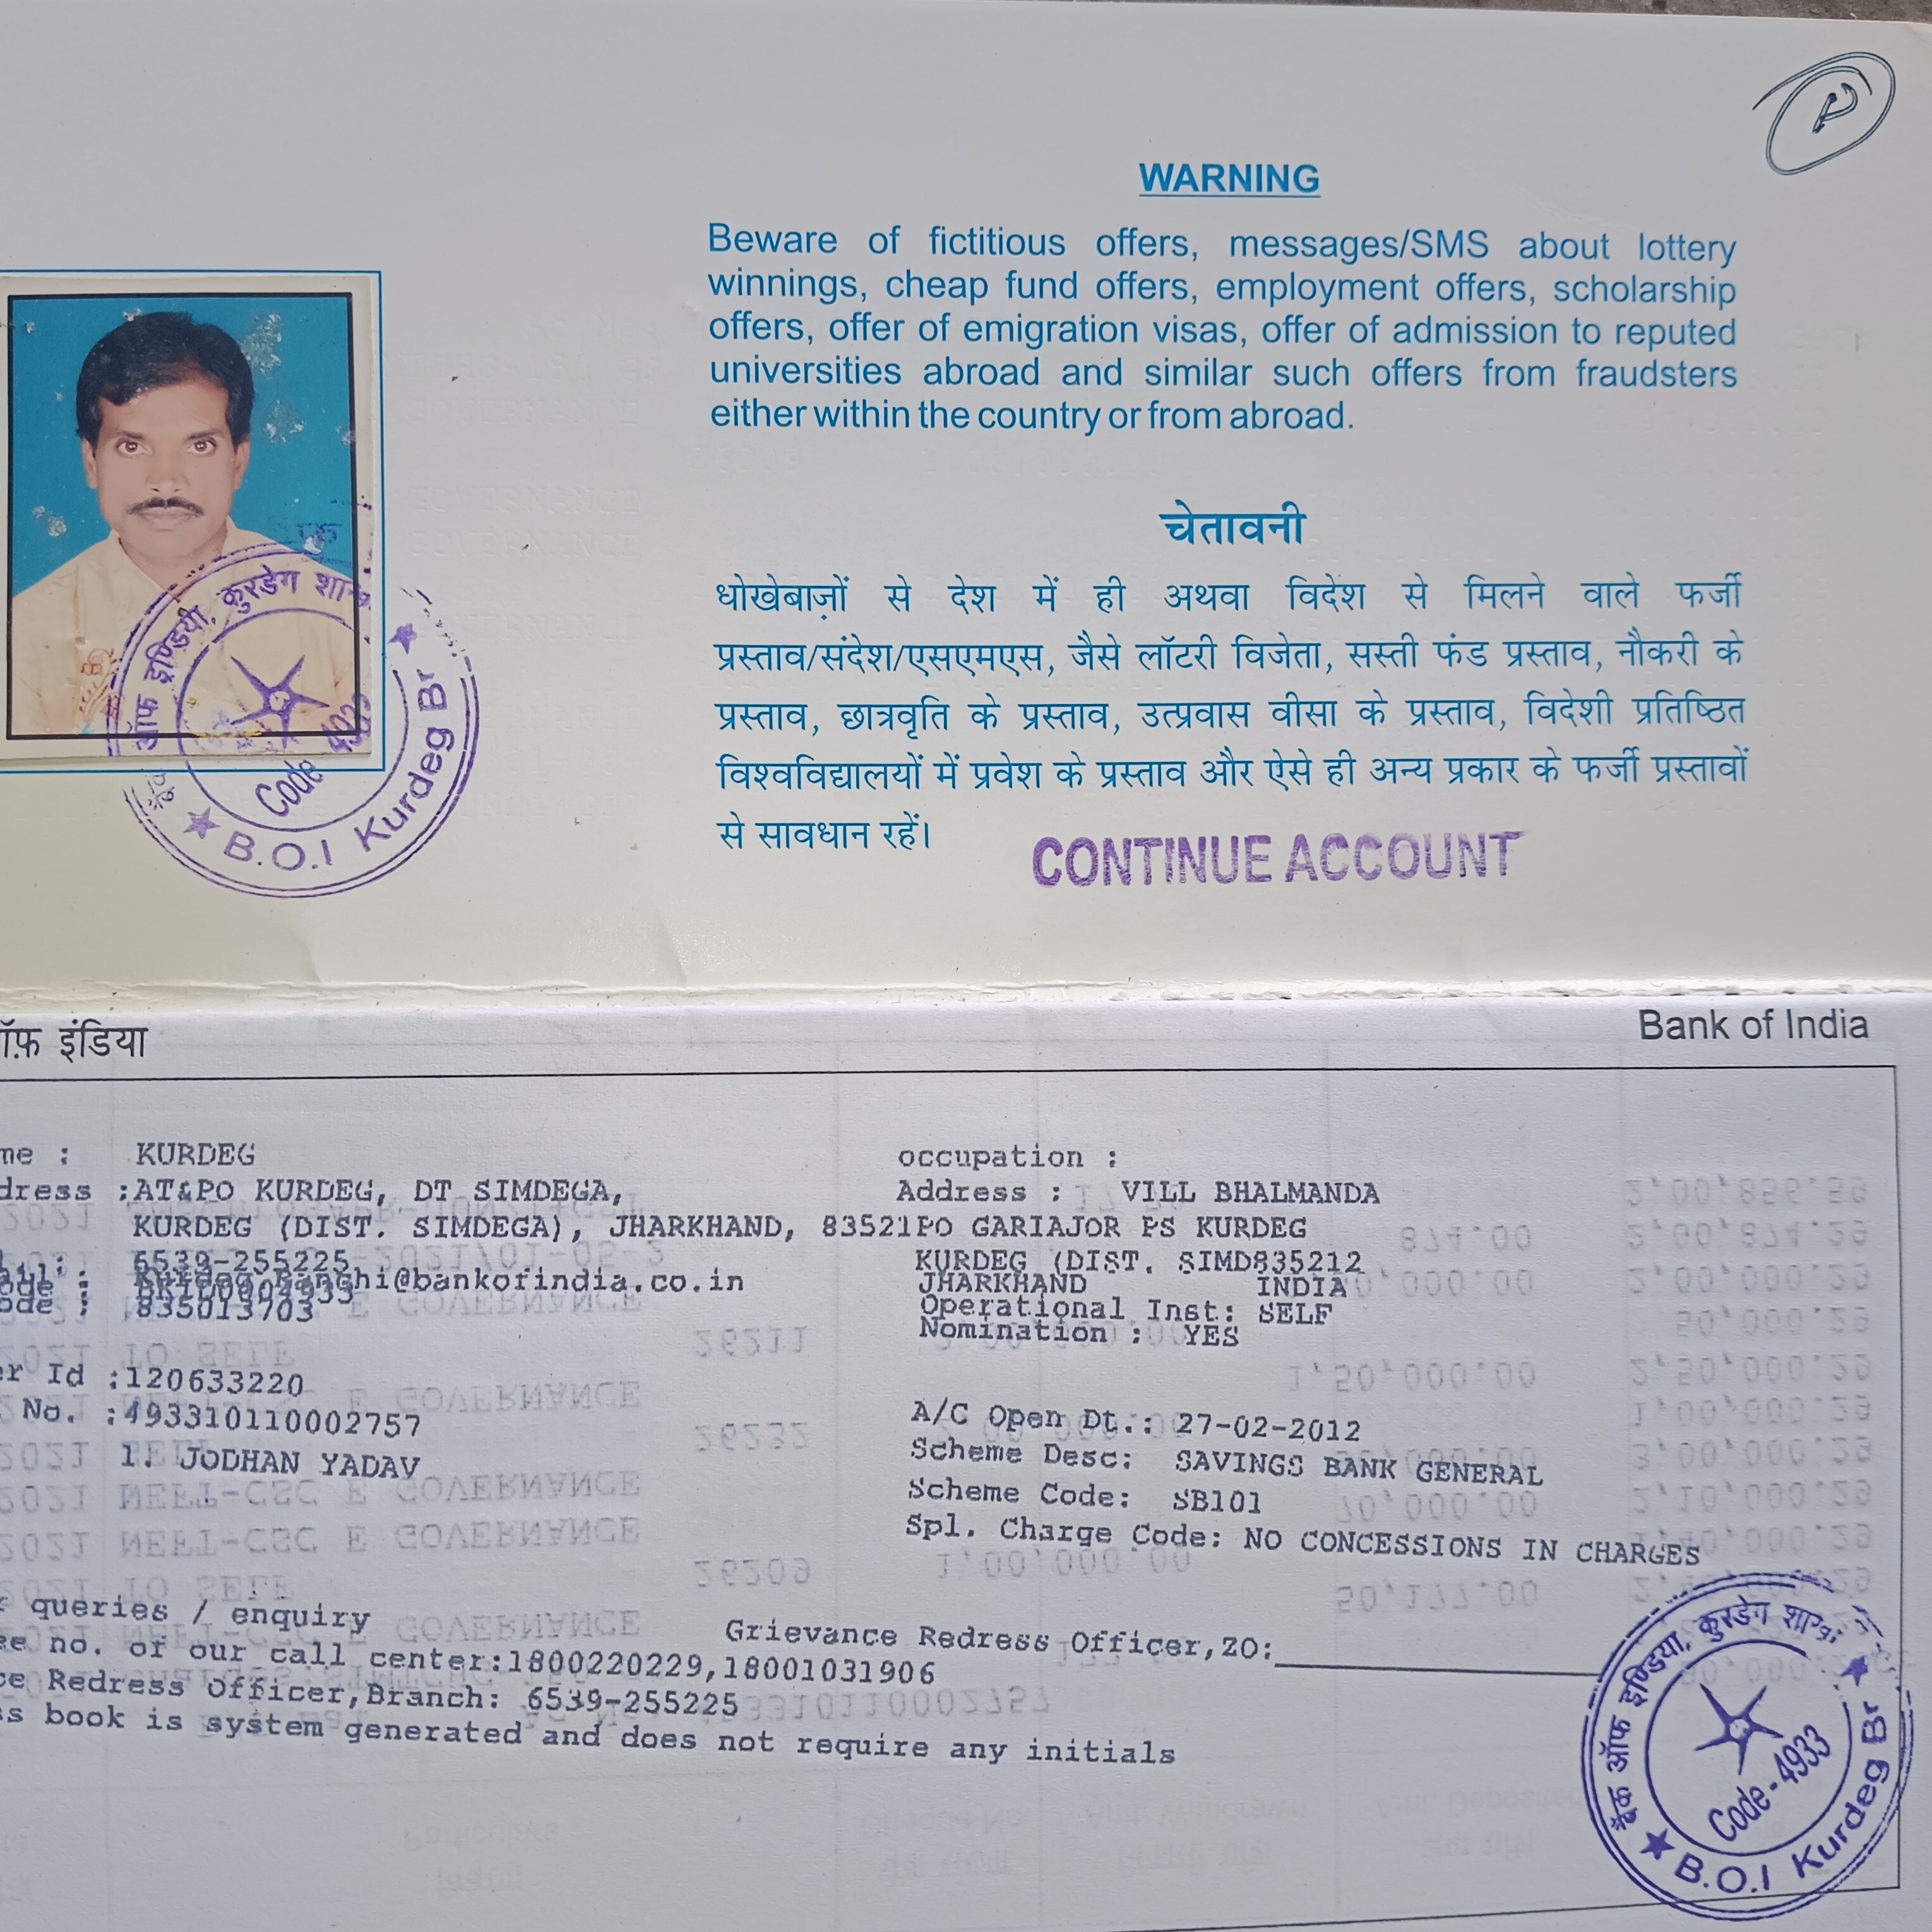 WARNING
Beware of fictitious offers, messages/SMS about lottery
winnings, cheap fund offers, employment offers, scholarship
offers, offer of emigration visas, offer of admission to reputed
universities abroad and similar such offers from fraudsters
either within the country or from abroad.
चेतावनी
धोखेबाज़ों से देश में ही अथवा विदेश से मिलने वाले फर्जी
प्रस्ताव/संदेश/एसएमएस, जैसे लॉटरी विजेता, सस्ती फंड प्रस्ताव, नौकरी के
प्रस्ताव, छात्रवृति के प्रस्ताव, उत्प्रवास वीसा के प्रस्ताव, विदेशी प्रतिष्ठित
विश्वविद्यालयों में प्रवेश के प्रस्ताव और ऐसे ही अन्य प्रकार के फर्जी प्रस्तावों
से सावधान रहें।
CONTINUE ACCOUNT
ऑफ इण्डिया, कुरडेग
Code
B.O.I Kurdeg Br
ऑफ़ इंडिया
Bank of India
me : KURDEG
dress :AT&PO KURDEG, DT SIMDEGA,
KURDEG (DIST. SIMDEGA), JHARKHAND, 83521
6539-255225
@bankofindia.co.in
ode : 835013703
er Id :120633220
No. :493310110002757
1. JODHAN YADAV
occupation :
Address : VILL BHALMANDA
PO GARIAJOR PS KURDEG
KURDEG (DIST. SIMD835212
JHARKHAND INDIA
Operational Inst: SELF
Nomination : YES
A/C Open Dt.: 27-02-2012
Scheme Desc: SAVINGS BANK GENERAL
Scheme Code: SB101
Spl. Charge Code: NO CONCESSIONS IN CHARGES
queries / enquiry
Grievance Redress Officer,ZO:
ee no. of our call center:1800220229,18001031906
ce Redress Officer,Branch: 6539-255225
ss book is system generated and does not require any initials
बैंक ऑफ इण्डिया, कुरडेग
Code-4933
B.O.I Kurdeg Br